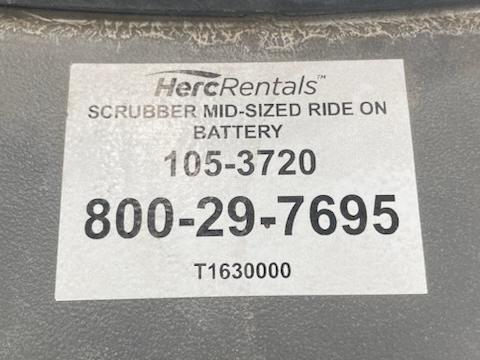 HercRentals™
SCRUBBER MID-SIZED RIDE ON
BATTERY
105-3720
800-29-7695
T1630000